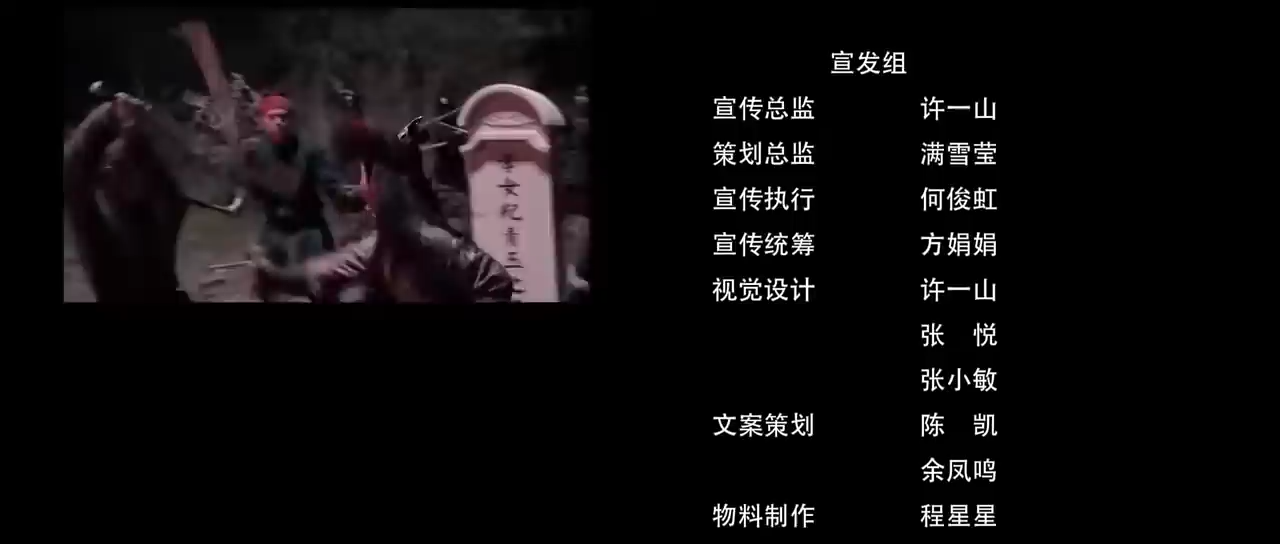 宣发组
宣传总监 许一山
策划总监 满雪莹
宣传执行 何俊虹
宣传统筹 方娟娟
视觉设计 许一山
张 悦
张小敏
文案策划 陈 凯
余凤鸣
物料制作 程星星